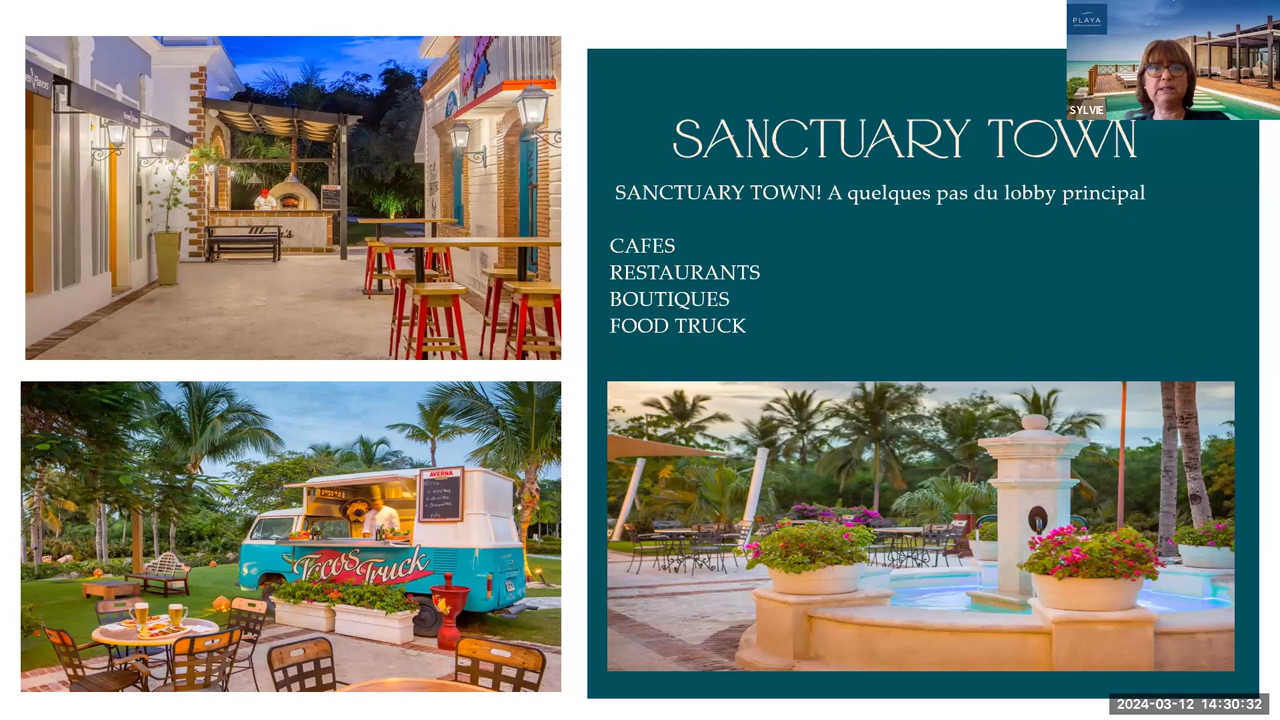 PLAYA
SYLVIE
SANCTUARY TOWN
SANCTUARY TOWN! A quelques pas du lobby principal
CAFES
RESTAURANTS
BOUTIQUES
FOOD TRUCK
AVERNA
Tacos Truck
2024-03-12 14:30:32